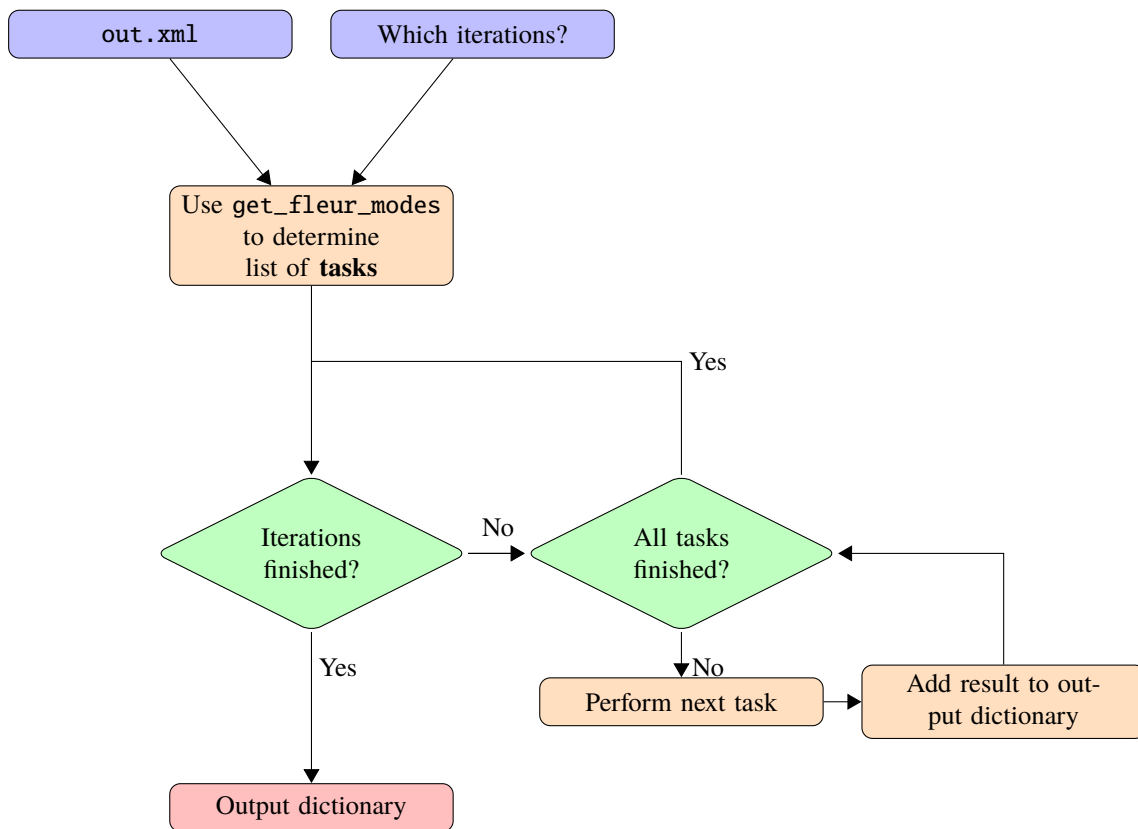 out.xml
Which iterations?
Use get_fleur_modes
to determine
list of tasks
Yes
Iterations
finished?
No
All tasks
finished?
Yes
No
Perform next task
Add result to out-
put dictionary
Output dictionary